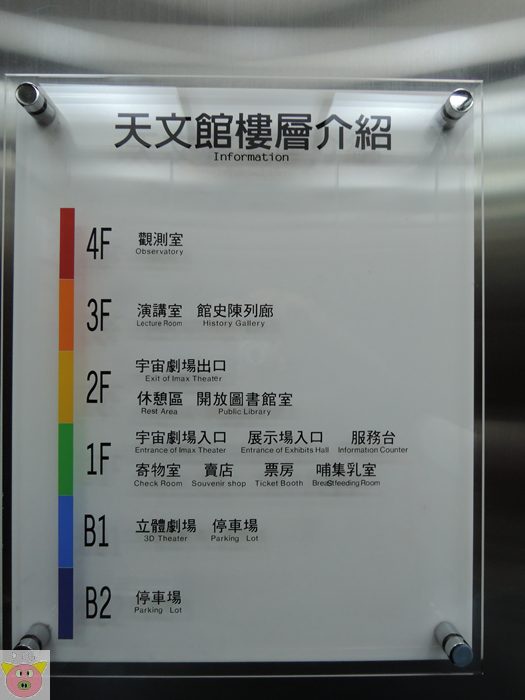 天文館樓層介紹
Information
4F 觀測室
Observatory
3F 演講室 館史陳列廊
Lecture Room History Gallery
宇宙劇場出口
Exit of Imax Theater
2F
休憩區 開放圖書館室
Rest Area Public Library
宇宙劇場入口 展示場入口 服務台
Entrance of Imax Theater Entrance of Exhibits Hall Information Counter
1F
寄物室 賣店 票房 哺集乳室
Check Room Souvenir shop Ticket Booth Breastfeeding Room
B1 立體劇場 停車場
3D Theater Parking Lot
B2 停車場
Parking Lot